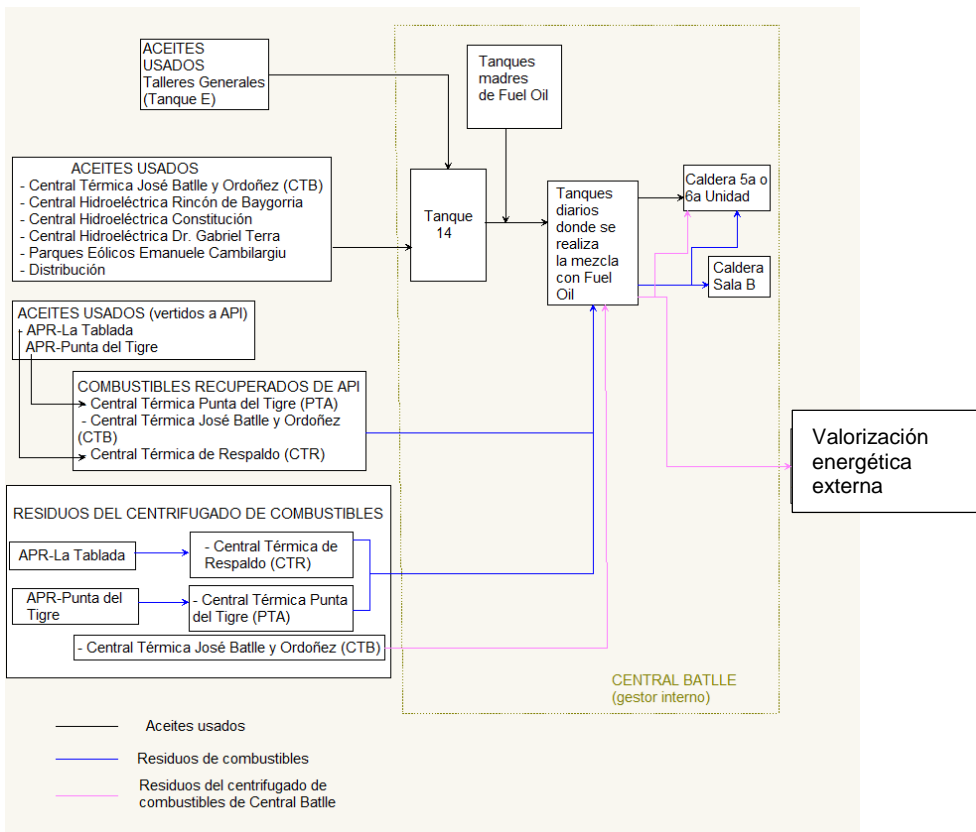 ACEITES
USADOS
Talleres Generales
(Tanque E)
Tanques
madres
de Fuel Oil
ACEITES USADOS
- Central Térmica José Batlle y Ordoñez (CTB)
- Central Hidroeléctrica Rincón de Baygorria
- Central Hidroeléctrica Constitución
- Central Hidroeléctrica Dr. Gabriel Terra
- Parques Eólicos Emanuele Cambilargiu
- Distribución
Tanque
14
Tanques
diarios
donde se
realiza
la mezcla
con Fuel
Oil
Caldera 5a o
6a Unidad
Caldera
Sala B
ACEITES USADOS (vertidos a API)
- APR-La Tablada
APR-Punta del Tigre
COMBUSTIBLES RECUPERADOS DE API
- Central Térmica Punta del Tigre (PTA)
- Central Térmica José Batlle y Ordoñez
(CTB)
- Central Térmica de Respaldo (CTR)
Valorización
energética
externa
RESIDUOS DEL CENTRIFUGADO DE COMBUSTIBLES
APR-La Tablada
- Central Térmica de
Respaldo (CTR)
APR-Punta del
Tigre
- Central Térmica Punta
del Tigre (PTA)
- Central Térmica José Batlle y Ordoñez (CTB)
CENTRAL BATLLE
(gestor interno)
Aceites usados
Residuos de combustibles
Residuos del centrifugado de
combustibles de Central Batlle